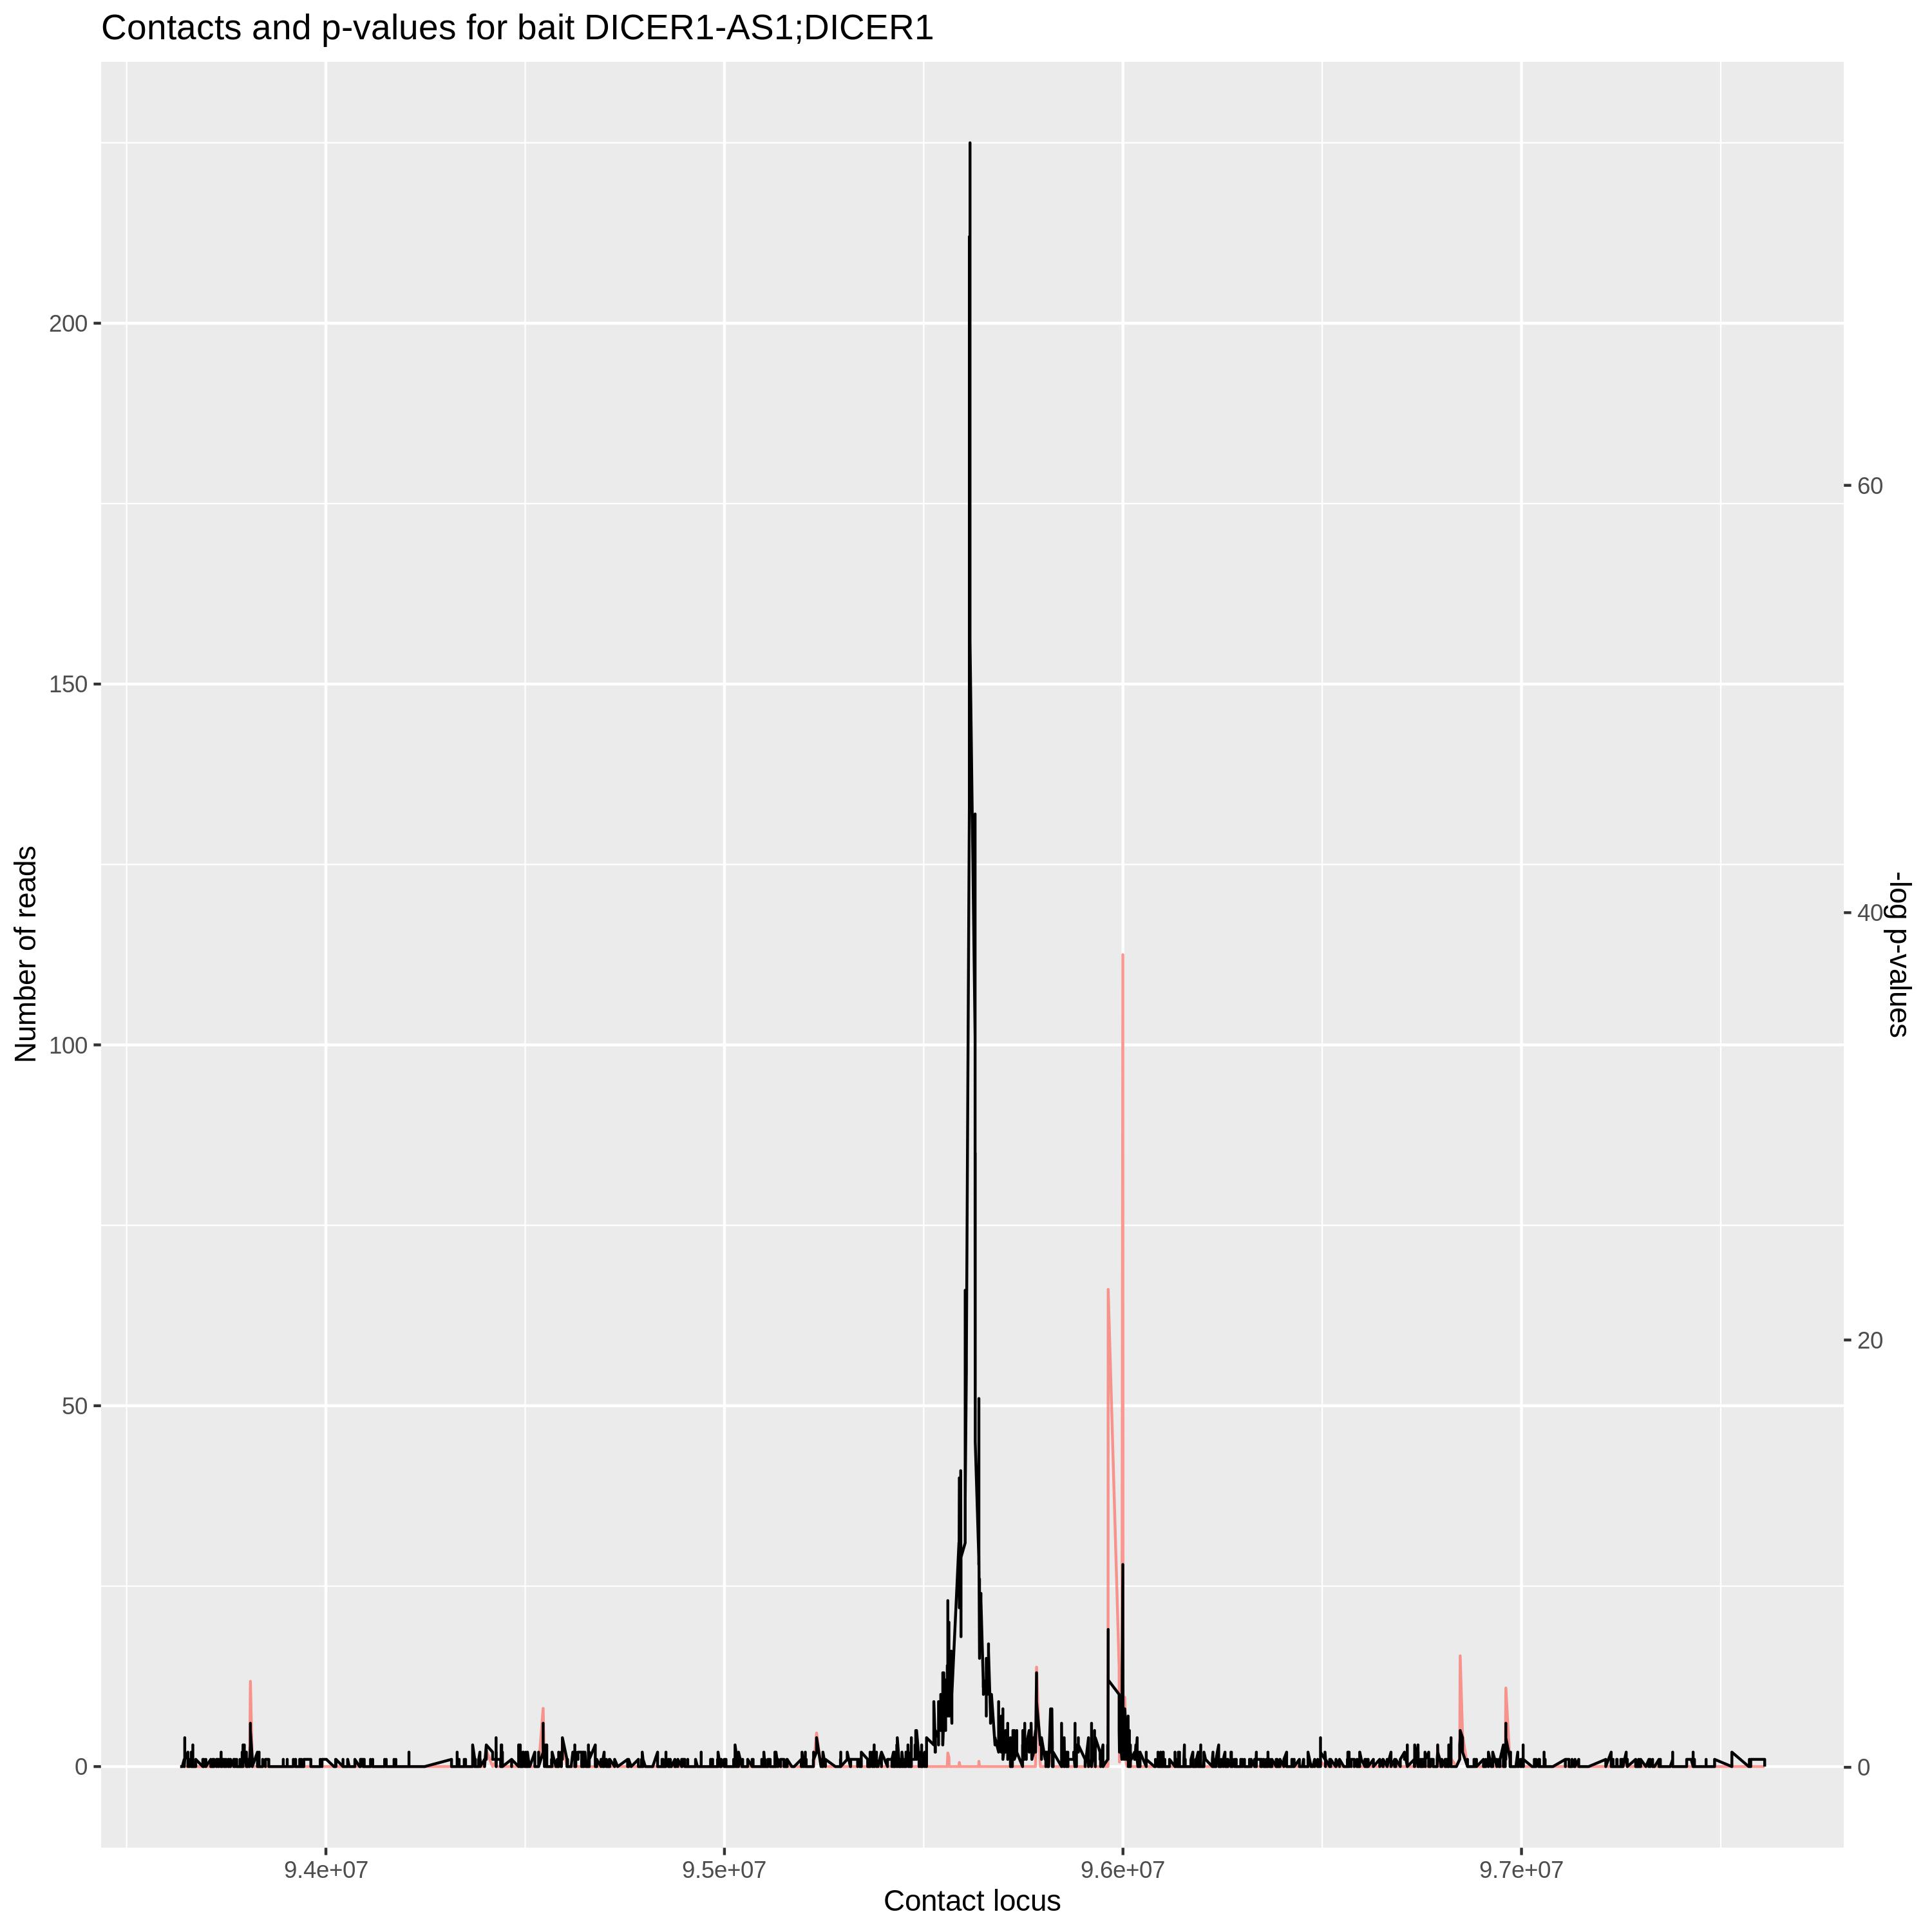 Contacts and p-values for bait DICER1-AS1;DICER1
Number of reads
200
150
100
50
0
60
40
20
0
-log p-values
9.4e+07 9.5e+07 9.6e+07 9.7e+07
Contact locus